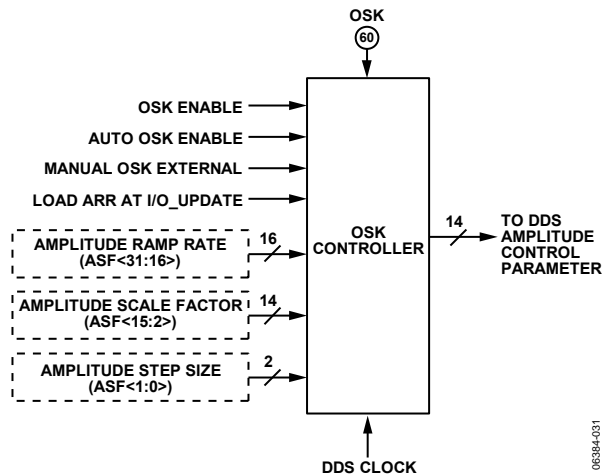 OSK
60
OSK ENABLE
AUTO OSK ENABLE
MANUAL OSK EXTERNAL
LOAD ARR AT I/O_UPDATE
AMPLITUDE RAMP RATE
(ASF<31:16>)
16
AMPLITUDE SCALE FACTOR
(ASF<15:2>)
14
AMPLITUDE STEP SIZE
(ASF<1:0>)
2
OSK
CONTROLLER
14
TO DDS
AMPLITUDE
CONTROL
PARAMETER
DDS CLOCK
06384-031